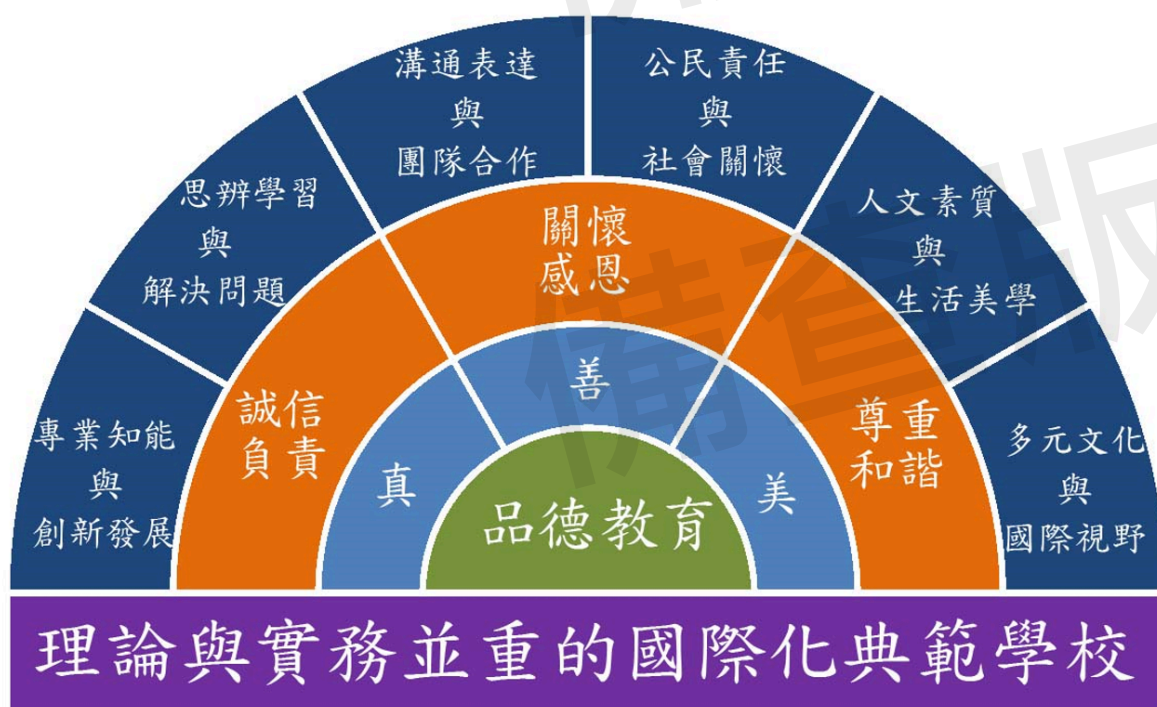 溝通表達
與
團隊合作
公民責任
與
社會關懷
思辨學習
與
解決問題
人文素質
與
生活美學
專業知能
與
創新發展
多元文化
與
國際視野
關懷
感恩
誠信
負責
尊重
和諧
善
真
美
品德教育
理論與實務並重的國際化典範學校
備查版